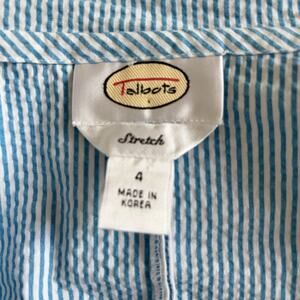 Talbots
Stretch
4
MADE IN
KOREA